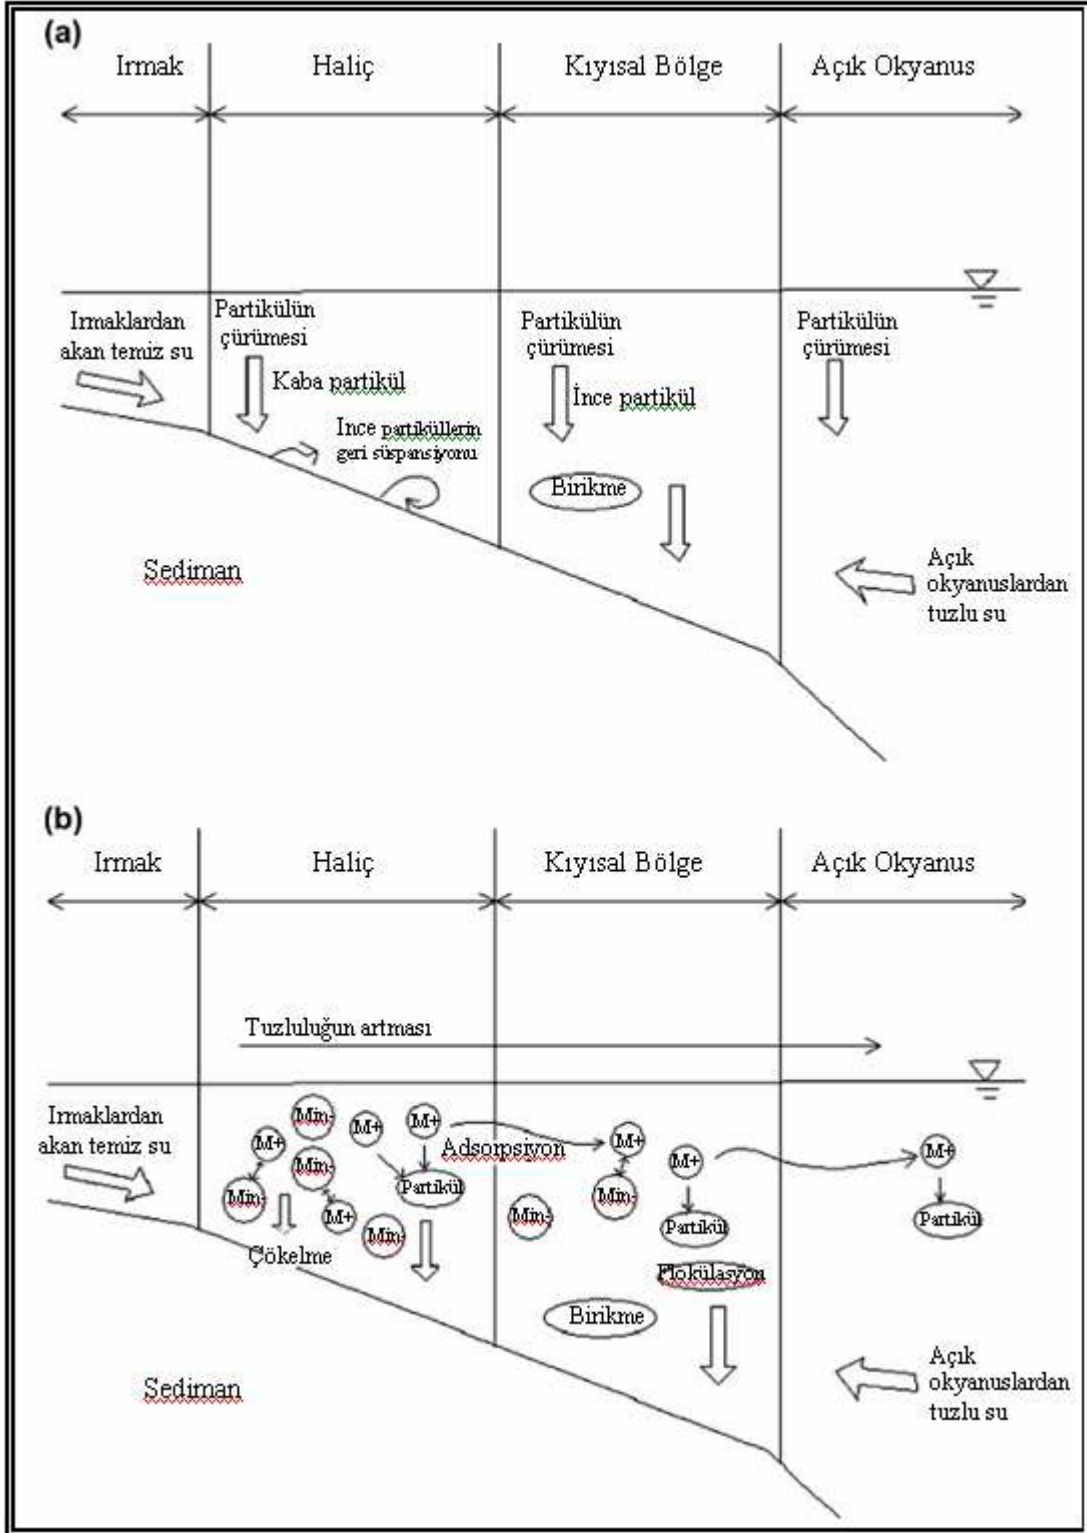 (a)
Irmak
Haliç
Kıyısal Bölge
Açık Okyanus
Irmaklardan
akan temiz su
Partikülün
çürümesi
Kaba partikül
Ince partiküllerin
geri süspansiyonu
Partikülün
çürümesi
İnce partikül
Birikme
Partikülün
çürümesi
Sediman
Açık
okyanuslardan
tuzlu su
(b)
Irmak
Haliç
Kıyısal Bölge
Açık Okyanus
Tuzluluğun artması
Irmaklardan
akan temiz su
M+
Min-
Min-
Min-
M+
M+
M+
Min-
Partikül
Adsorpsiyon
Çökelme
M+
Min-
Min-
M+
Partikül
Flokülasyon
Birikme
M+
Partikül
Sediman
Açık
okyanuslardan
tuzlu su